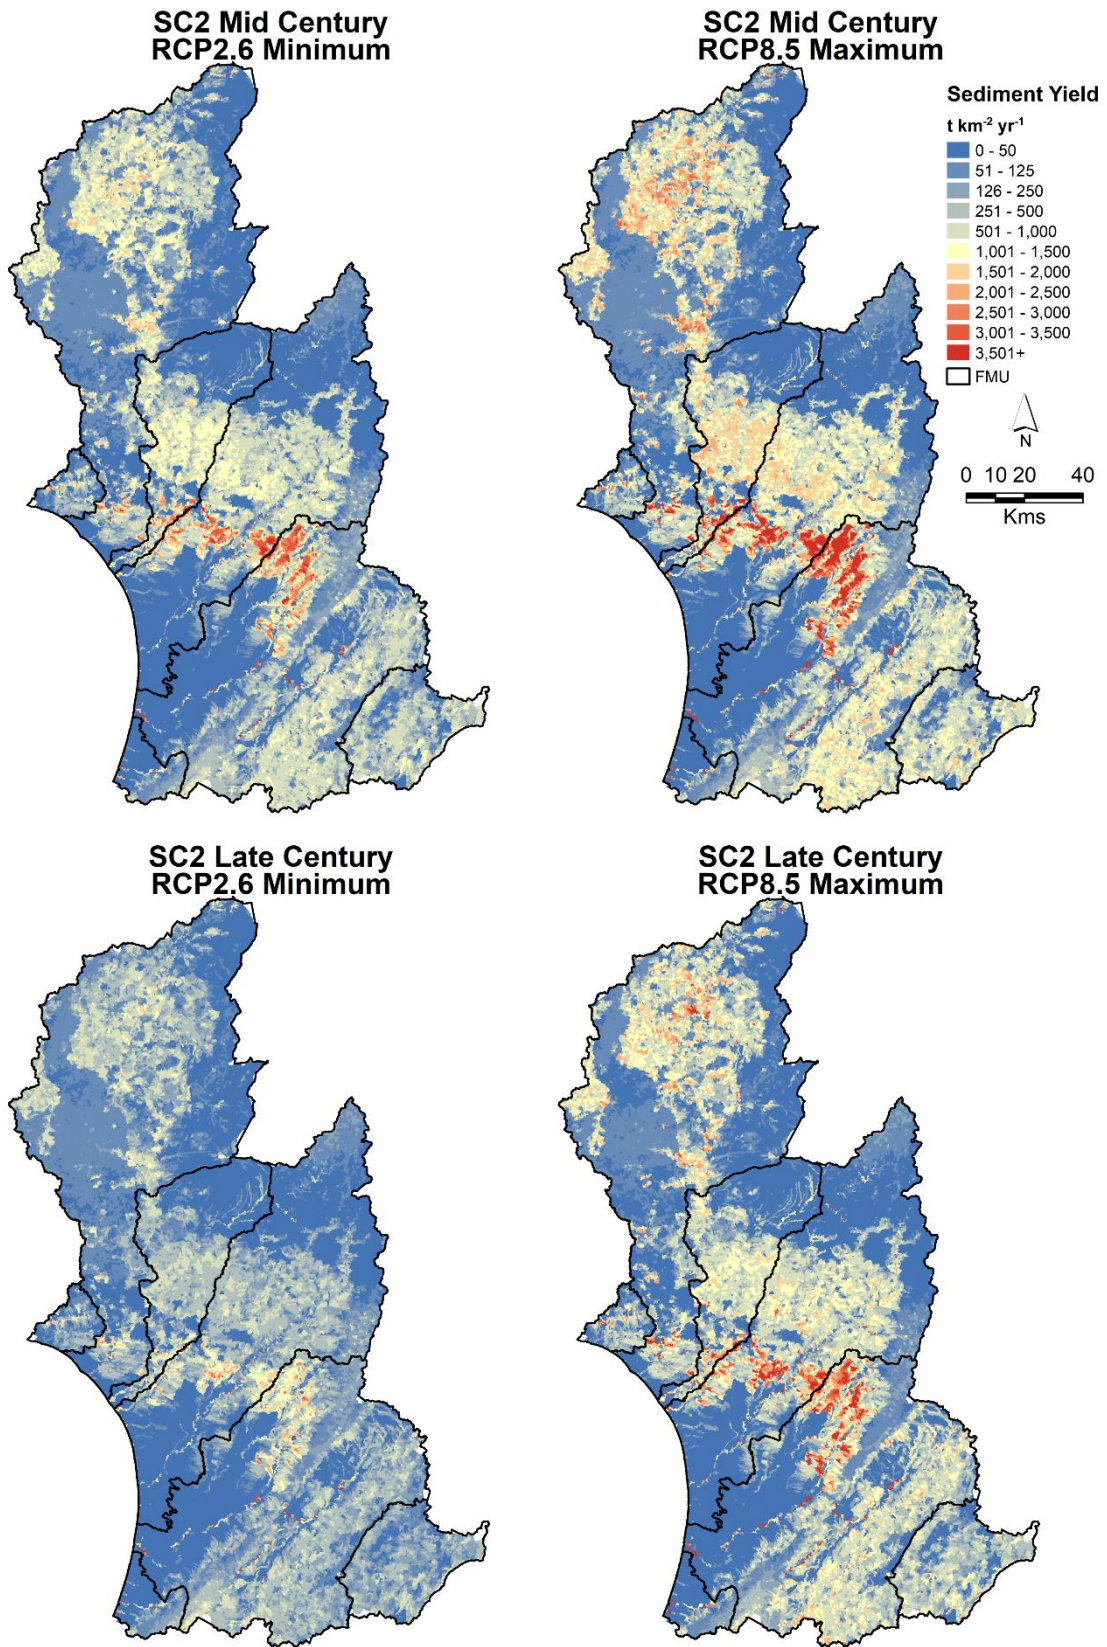 SC2 Mid Century
RCP2.6 Minimum
SC2 Mid Century
RCP8.5 Maximum
Sediment Yield
t km⁻² yr⁻¹
0 - 50
51 - 125
126 - 250
251 - 500
501 - 1,000
1,001 - 1,500
1,501 - 2,000
2,001 - 2,500
2,501 - 3,000
3,001 - 3,500
3,501+
FMU
N
0 10 20 40
Kms
SC2 Late Century
RCP2.6 Minimum
SC2 Late Century
RCP8.5 Maximum